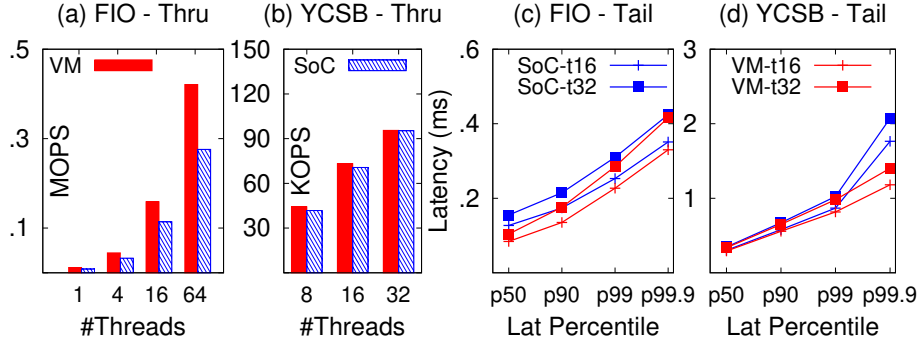 (a) FIO - Thru
.5
.3
.1
MOPS
VM
1 4 16 64
#Threads
(b) YCSB - Thru
150
120
90
60
30
KOPS
SoC
8 16 32
#Threads
(c) FIO - Tail
.6
.4
.2
Latency (ms)
SoC-t16
SoC-t32
p50 p90 p99 p99.9
Lat Percentile
(d) YCSB - Tail
3
2
1
VM-t16
VM-t32
p50 p90 p99 p99.9
Lat Percentile